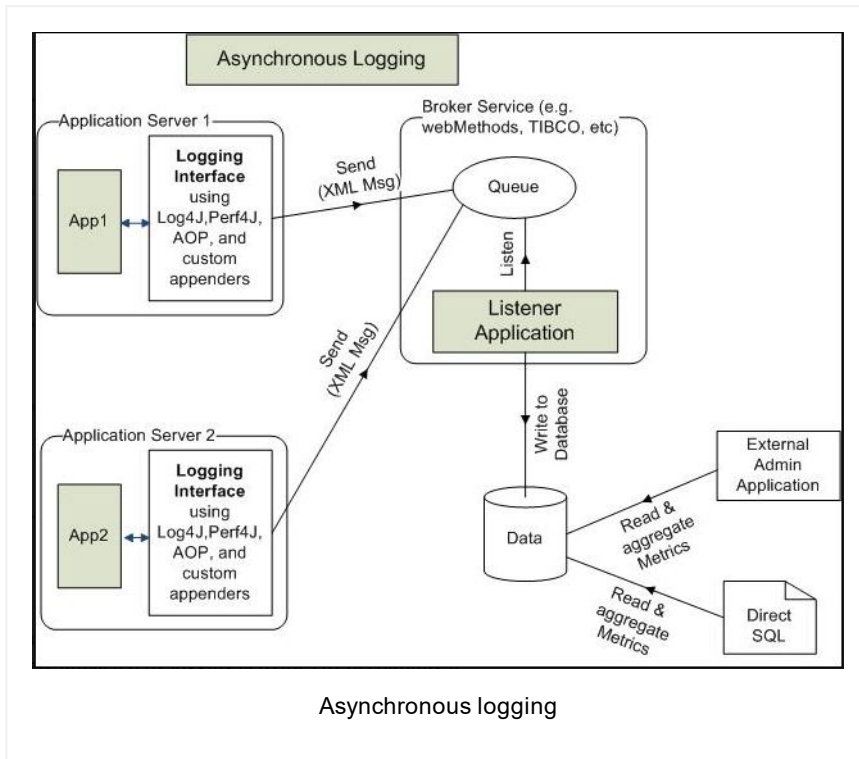 Asynchronous Logging
Application Server 1
App1
Logging
Interface
using
Log4J,Perf4J,
AOP, and
custom
appenders
Send
(XML Msg)
Broker Service (e.g.
webMethods, TIBCO, etc)
Queue
Listen
Listener
Application
Send
(XML Msg)
Write to
Database
Application Server 2
App2
Logging
Interface
using
Log4J,Perf4J,
AOP, and
custom
appenders
Data
External
Admin
Application
Read &
aggregate
Metrics
Read &
aggregate
Metrics
Direct
SQL
Asynchronous logging